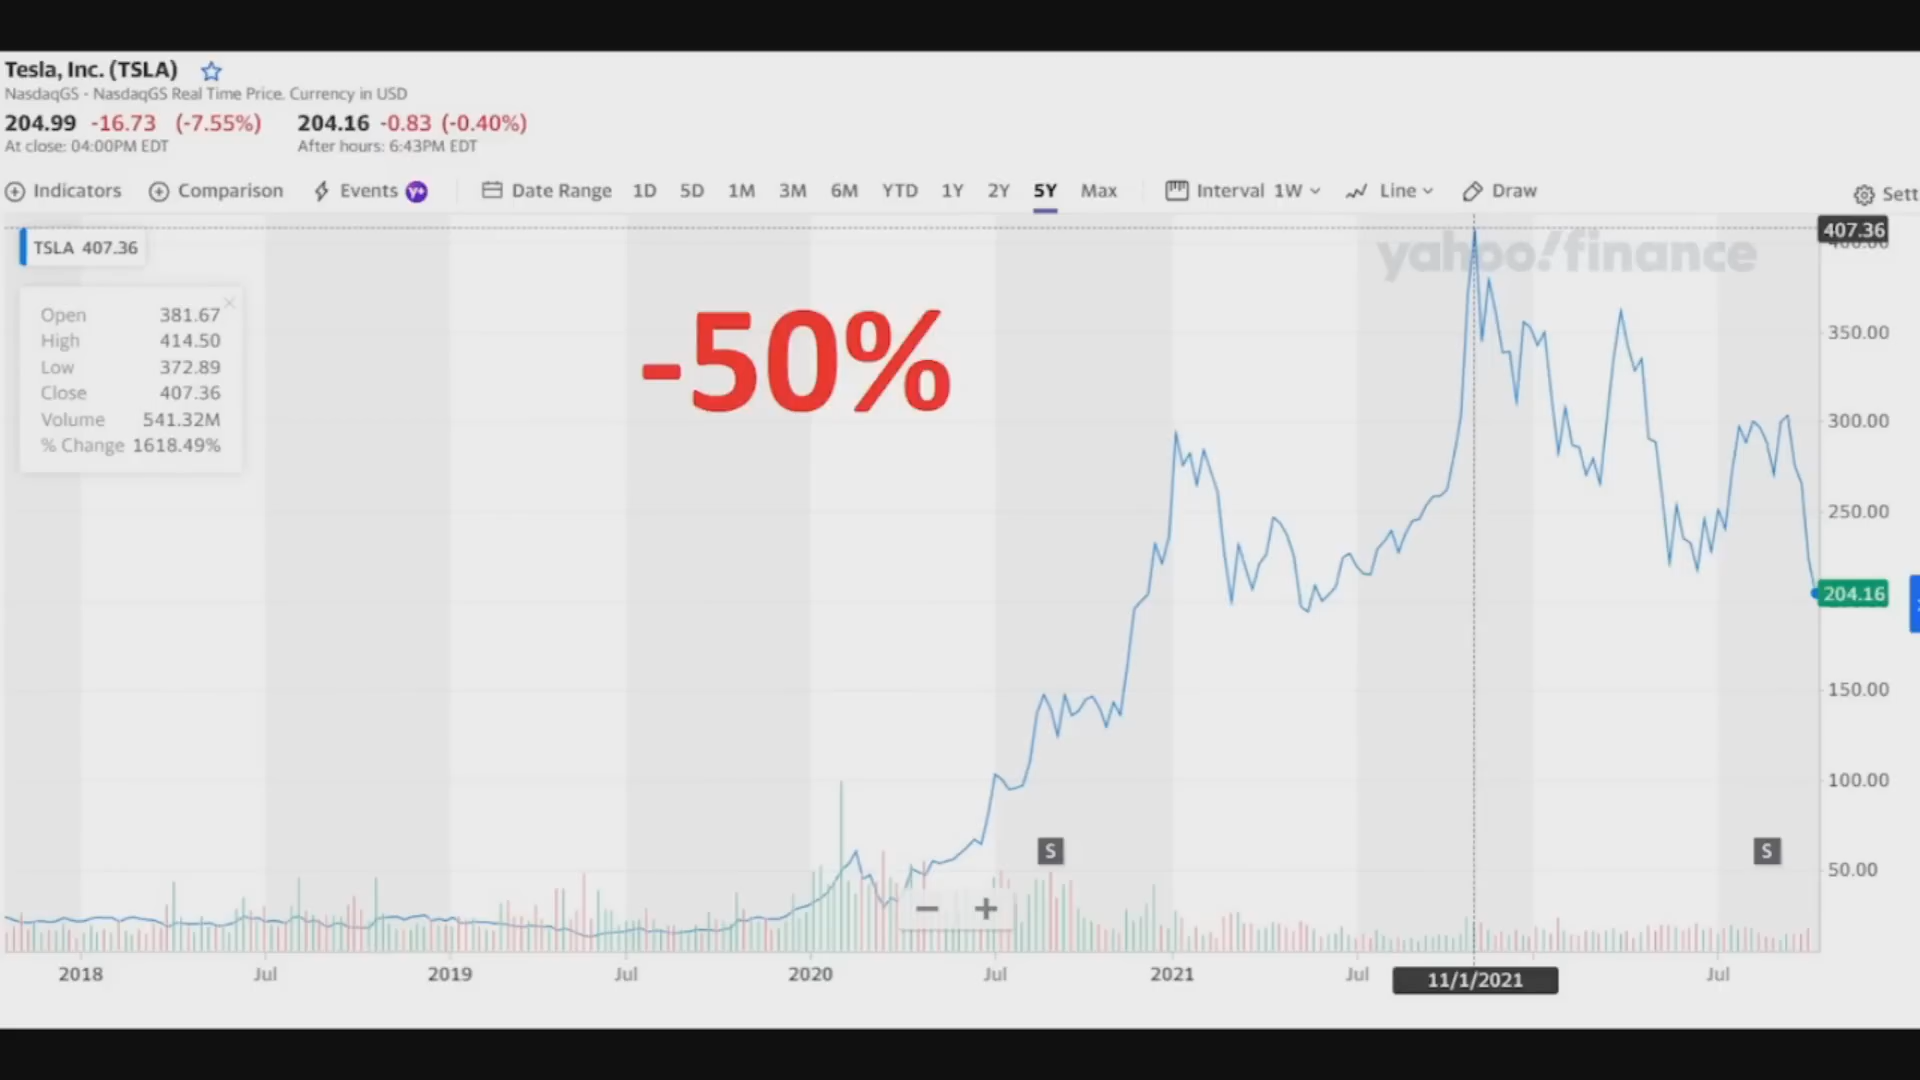 Tesla, Inc. (TSLA)
NasdaqGS - NasdaqGS Real Time Price. Currency in USD
204.99 -16.73 (-7.55%) 204.16 -0.83 (-0.40%)
At close: 04:00PM EDT After hours: 6:43PM EDT
Indicators Comparison Events Y+ Date Range 1D 5D 1M 3M 6M YTD 1Y 2Y 5Y Max Interval 1W Line Draw Sett
TSLA 407.36
407.36
yahoo!finance
400.00
Open 381.67
High 414.50
Low 372.89
Close 407.36
Volume 541.32M
% Change 1618.49%
-50%
350.00
300.00
250.00
204.16
150.00
100.00
S S
50.00
2018 Jul 2019 Jul 2020 Jul 2021 Jul 11/1/2021 Jul